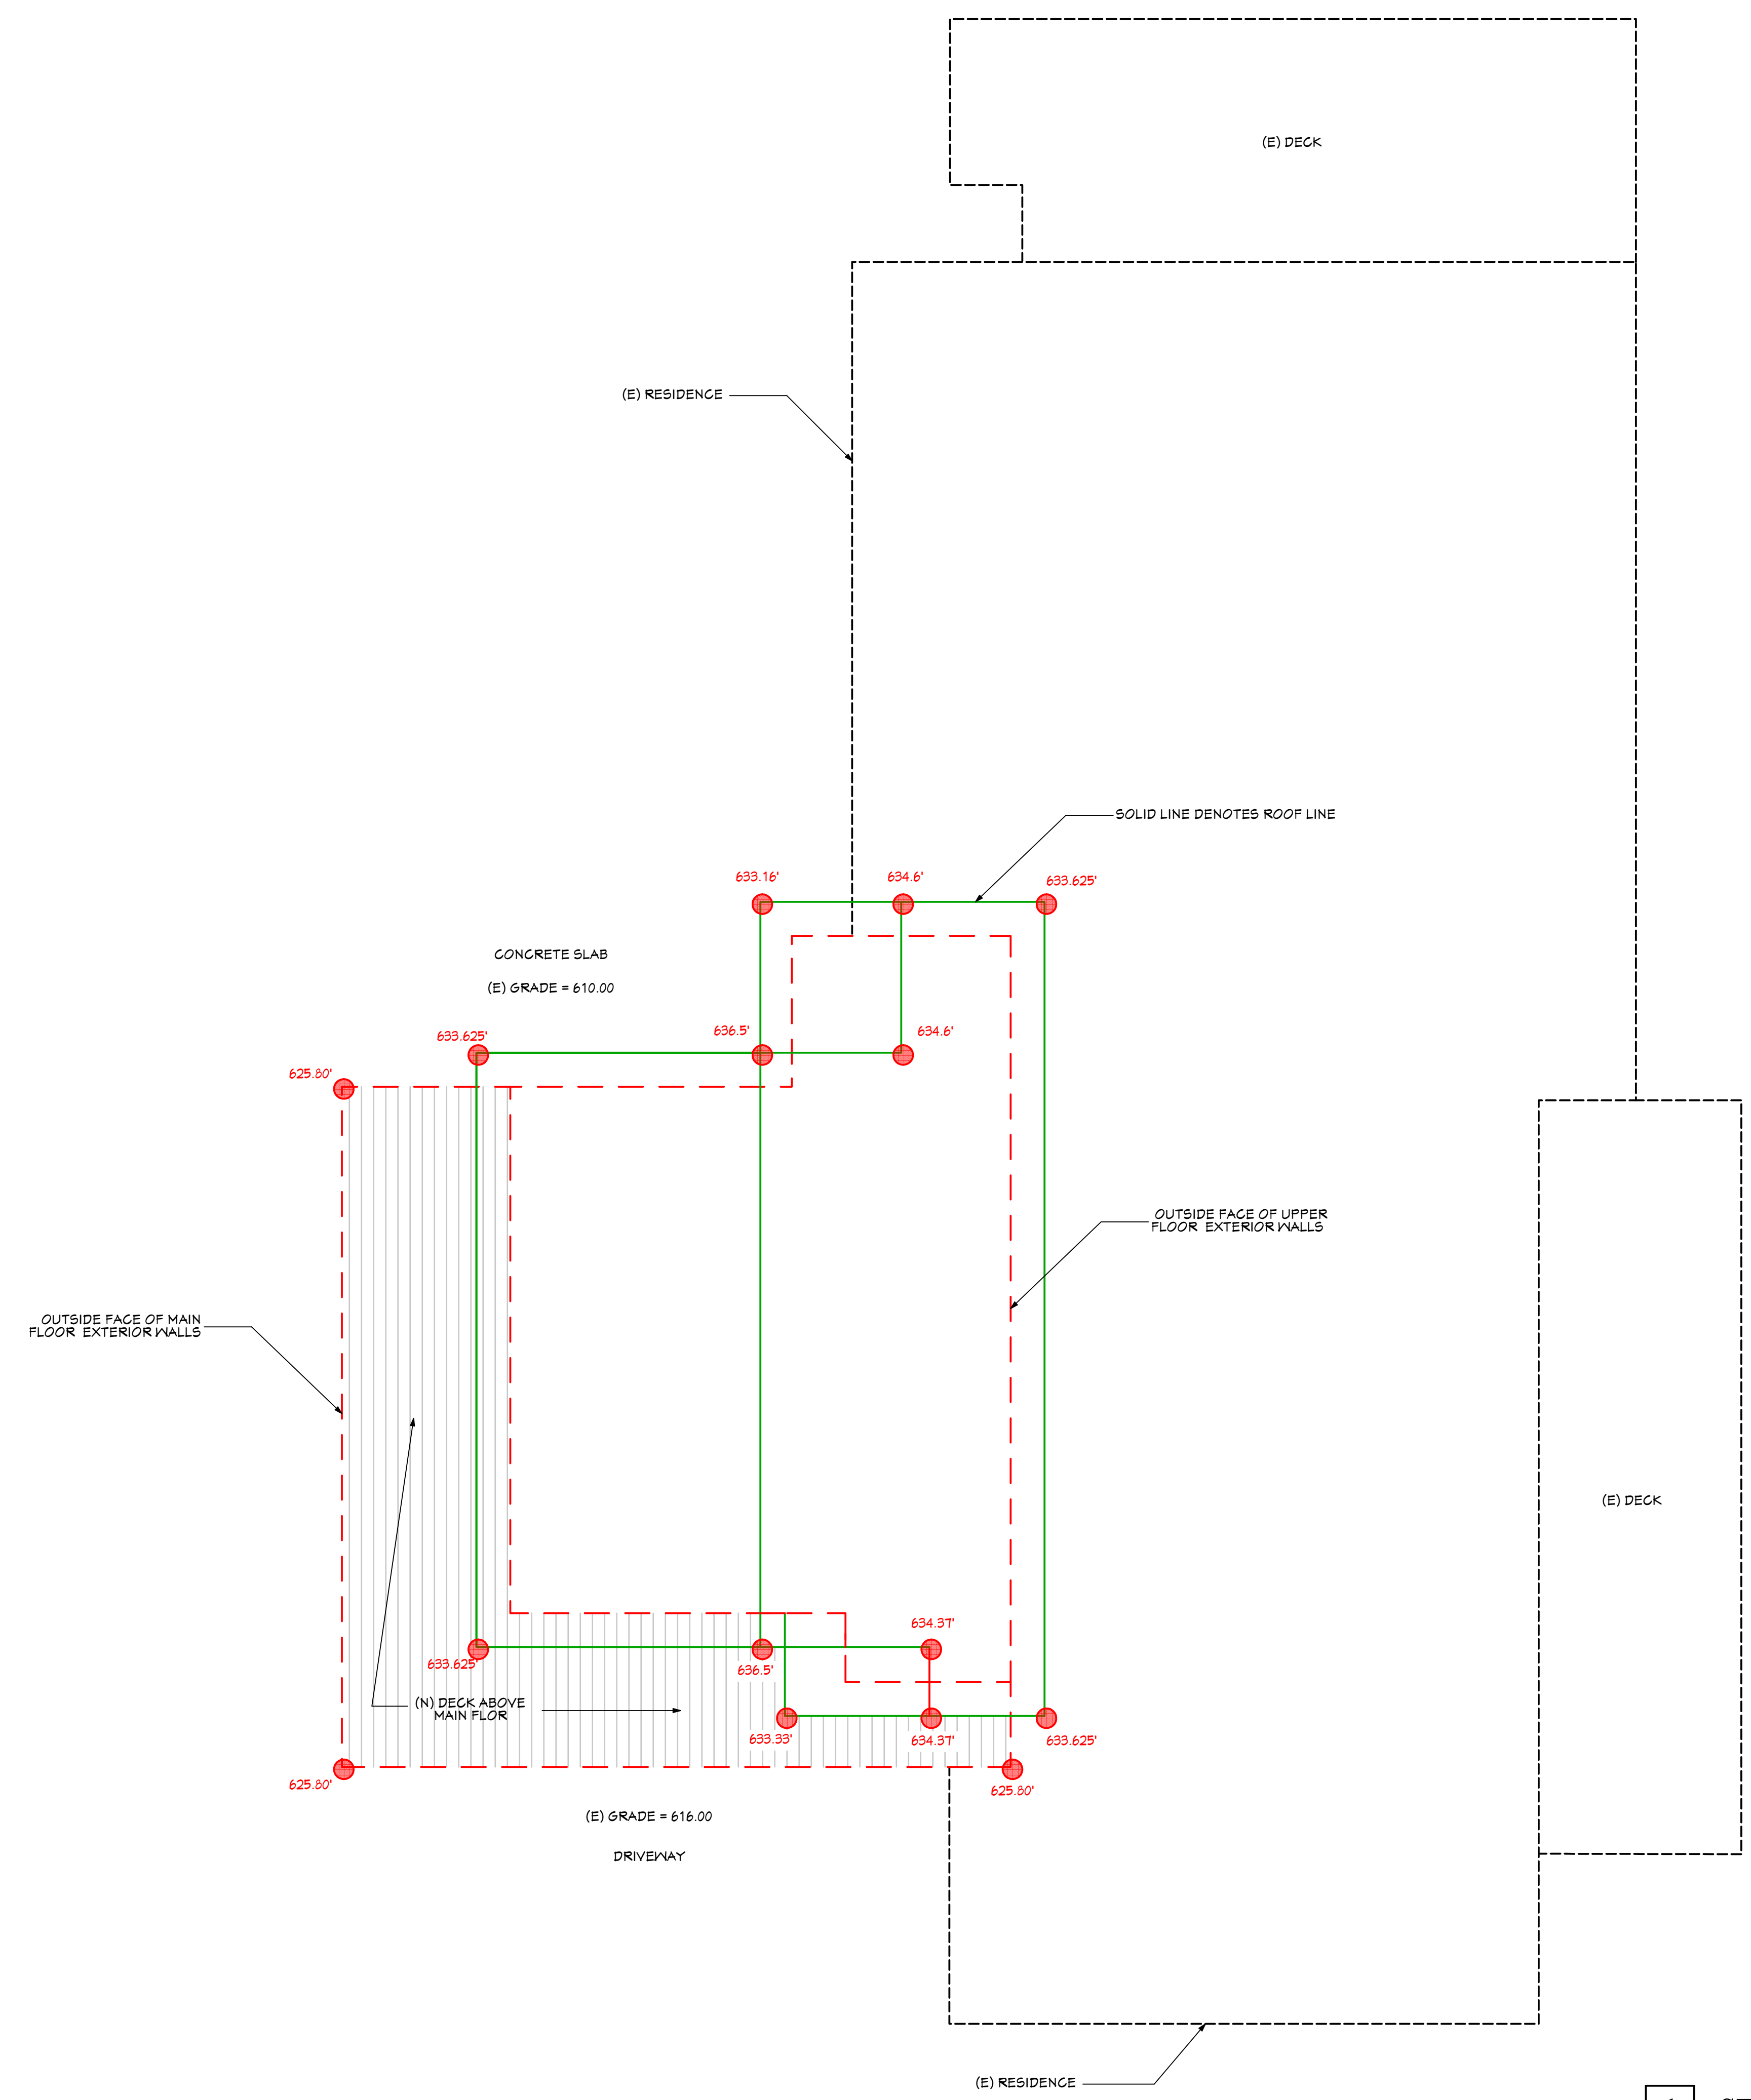 (E) DECK
(E) RESIDENCE
SOLID LINE DENOTES ROOF LINE
633.16'
634.6'
633.625'
CONCRETE SLAB
(E) GRADE = 610.00
633.625'
636.5'
634.6'
625.80'
OUTSIDE FACE OF UPPER
FLOOR EXTERIOR WALLS
OUTSIDE FACE OF MAIN
FLOOR EXTERIOR WALLS
(E) DECK
634.37'
633.625'
636.5'
(N) DECK ABOVE
MAIN FLOR
633.33'
634.37'
633.625'
625.80'
625.80'
(E) GRADE = 616.00
DRIVEWAY
(E) RESIDENCE